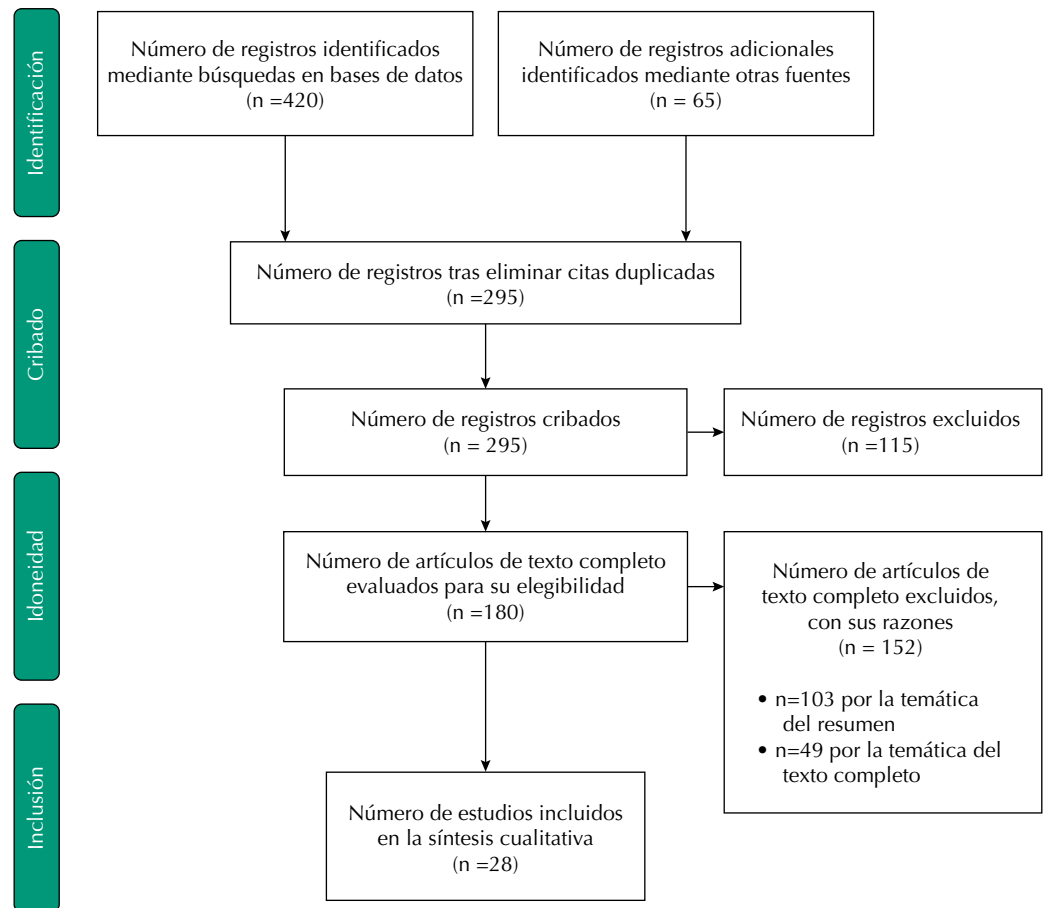 Identificación
Número de registros identificados
mediante búsquedas en bases de datos
(n =420)
Número de registros adicionales
identificados mediante otras fuentes
(n = 65)
Cribado
Número de registros tras eliminar citas duplicadas
(n =295)
Número de registros cribados
(n = 295)
Número de registros excluidos
(n =115)
Idoneidad
Número de artículos de texto completo
evaluados para su elegibilidad
(n =180)
Número de artículos de
texto completo excluidos,
con sus razones
(n = 152)
• n=103 por la temática
del resumen
• n=49 por la temática del
texto completo
Inclusión
Número de estudios incluidos
en la síntesis cualitativa
(n =28)